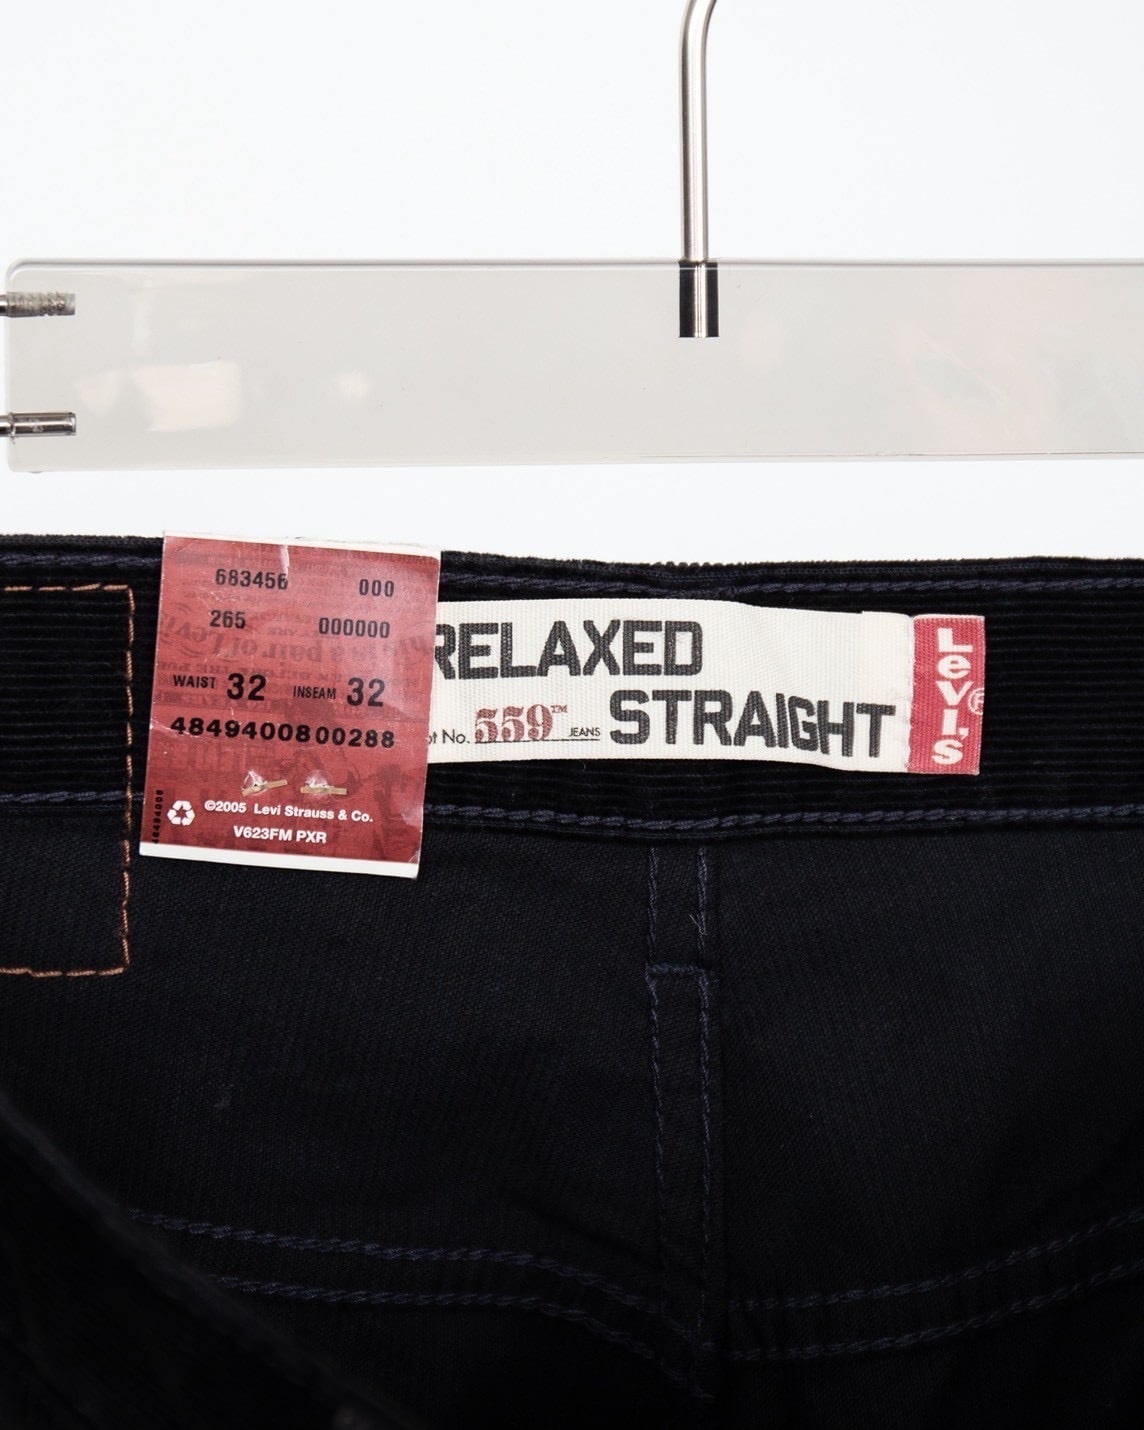 683456 000
265 000000
WAIST 32 INSEAM 32
4849400800288
©2005 Levi Strauss & Co.
V623FM PXR
RELAXED
No. 559™ JEANS STRAIGHT
Levi's®